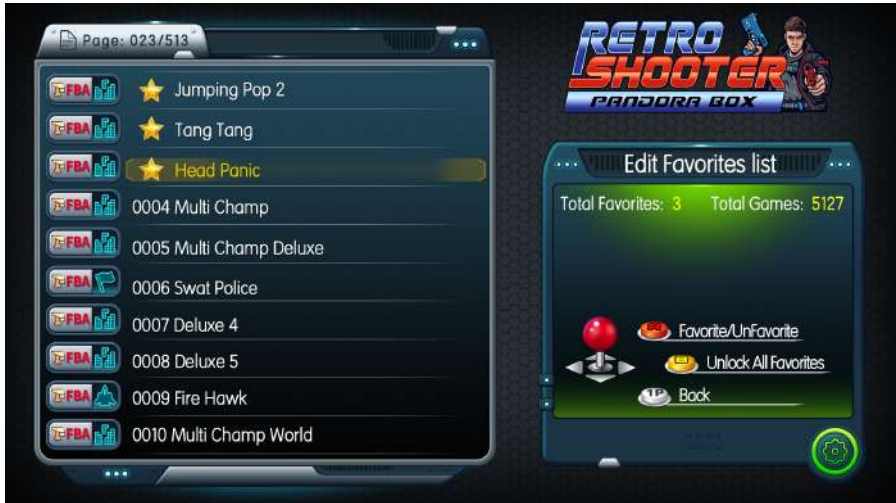 Page: 023/513
FBA Jumping Pop 2
FBA Tang Tang
FBA Head Panic
FBA 0004 Multi Champ
FBA 0005 Multi Champ Deluxe
FBA 0006 Swat Police
FBA 0007 Deluxe 4
FBA 0008 Deluxe 5
FBA 0009 Fire Hawk
FBA 0010 Multi Champ World
RETRO
SHOOTER
PANDORA BOX
Edit Favorites list
Total Favorites: 3 Total Games: 5127
Favorite/UnFavorite
Unlock All Favorites
1P Back